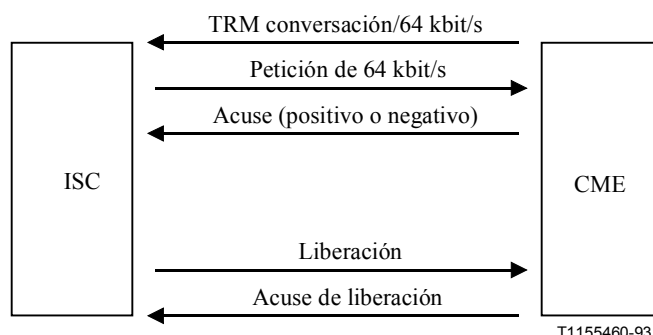 TRM conversación/64 kbit/s
Petición de 64 kbit/s
Acuse (positivo o negativo)
ISC
CME
Liberación
Acuse de liberación
T1155460-93